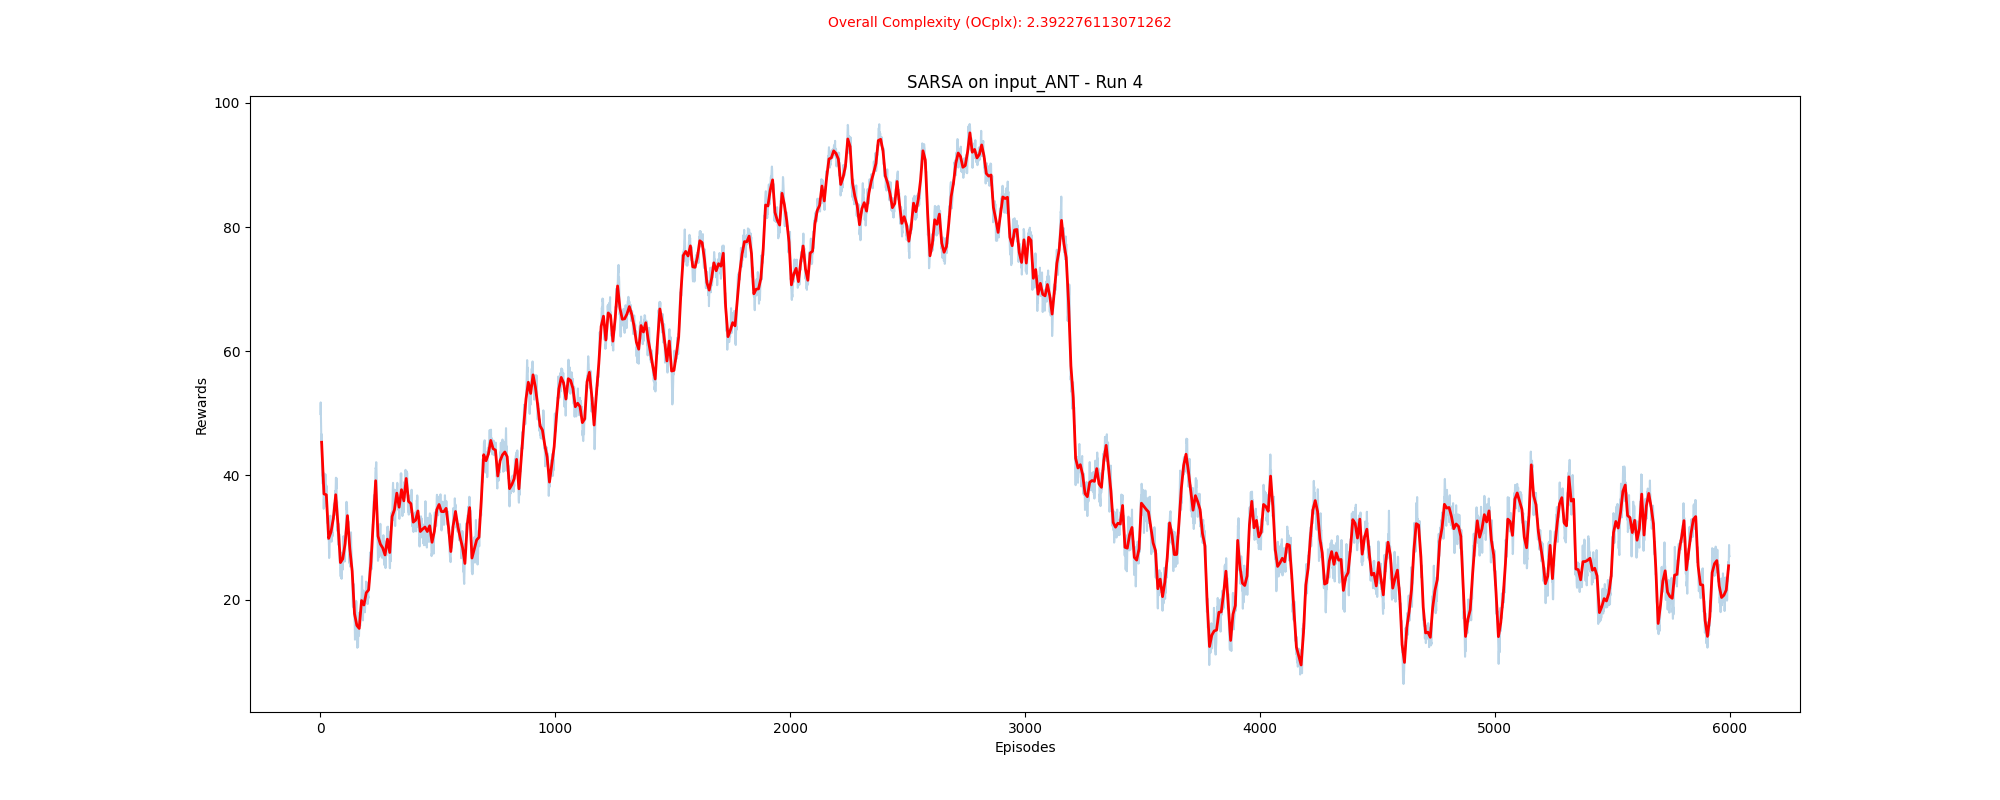 Overall Complexity (OCplx): 2.392276113071262
SARSA on input_ANT - Run 4
100
80
60
40
20
Rewards
0 1000 2000 3000 4000 5000 6000
Episodes